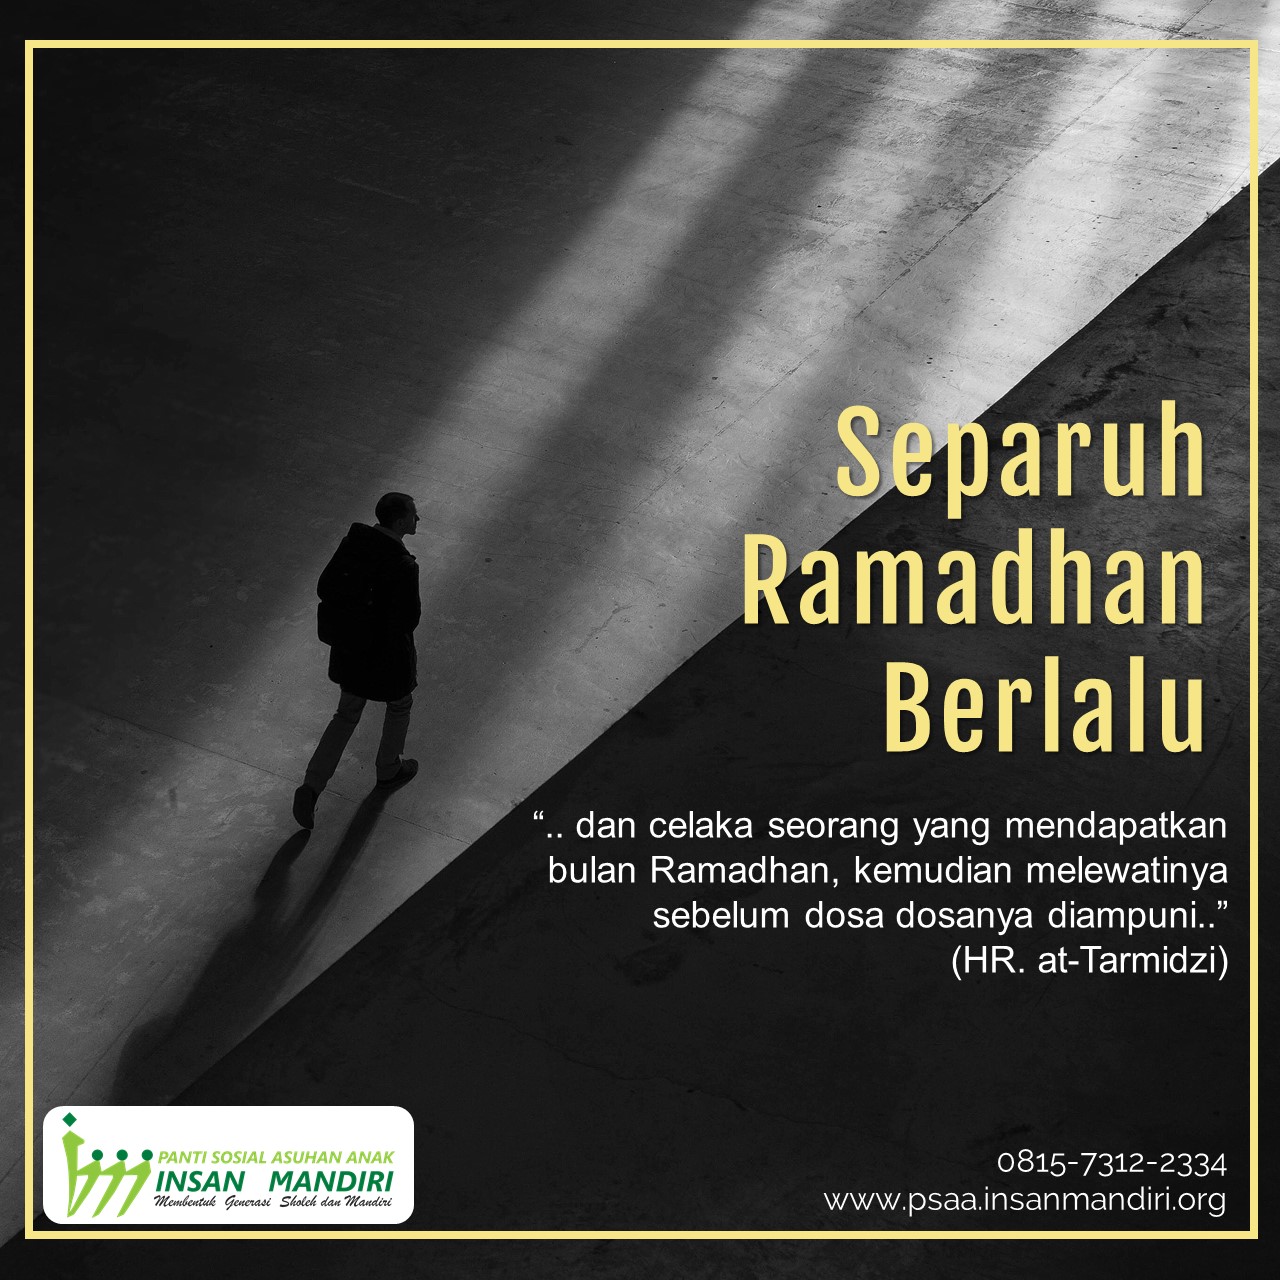 Separuh
Ramadhan
Berlalu
“.. dan celaka seorang yang mendapatkan
bulan Ramadhan, kemudian melewatinya
sebelum dosa dosanya diampuni..”
(HR. at-Tarmidzi)
PANTI SOSIAL ASUHAN ANAK
INSAN MANDIRI
Membentuk Generasi Sholeh dan Mandiri
0815-7312-2334
www.psaa.insanmandiri.org